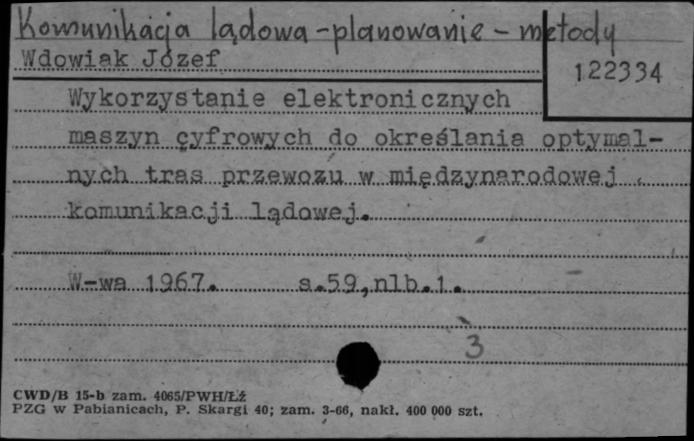 Komunikacja lądowa - planowanie - metody
Wdowiak Józef
122334
Wykorzystanie elektronicznych
maszyn cyfrowych do określania optymal-
nych tras przewozu w międzynarodowej
komunikacji lądowej.
W-wa 1967. s.59,nlb.1.
3
CWD/B 15-b zam. 4065/PWH/Łź
PZG w Pabianicach, P. Skargi 40; zam. 3-66, nakł. 400 000 szt.